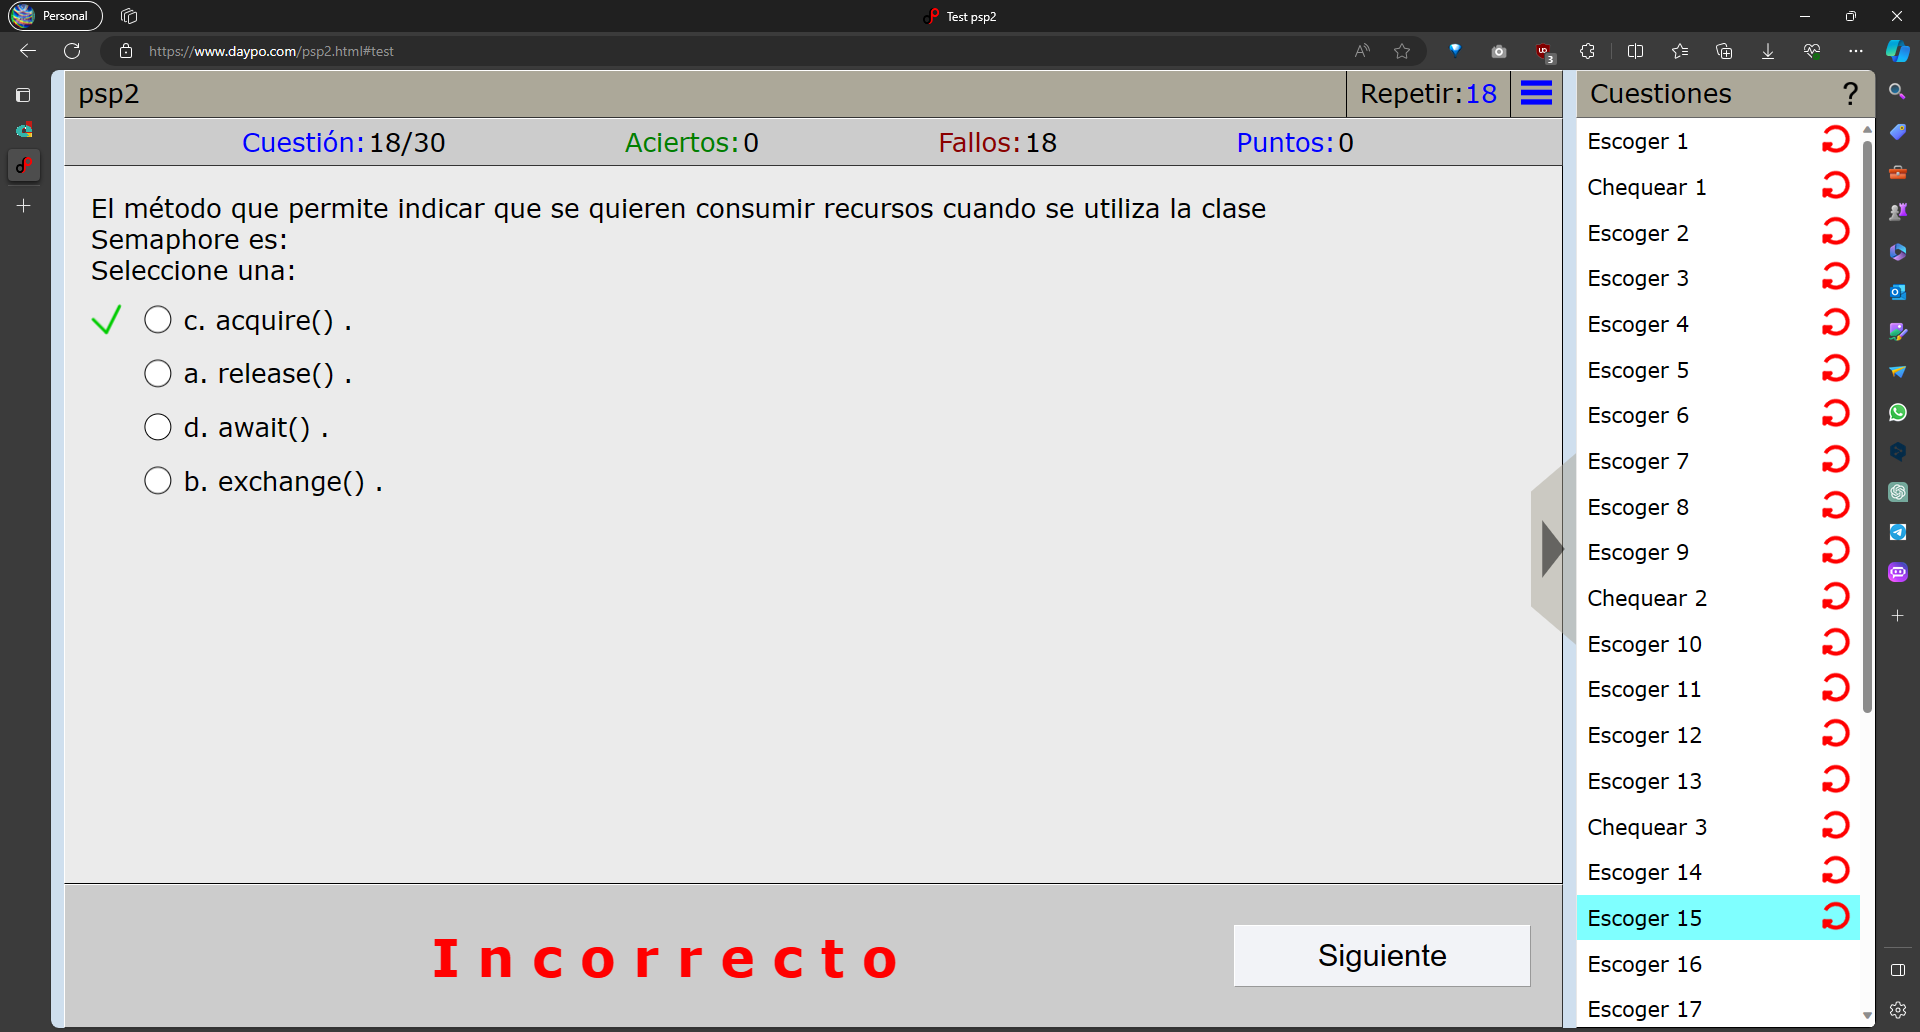 Personal
Test psp2
https://www.daypo.com/psp2.html#test
psp2
Repetir:18
Cuestiones
?
Cuestión:18/30
Aciertos:0
Fallos:18
Puntos:0
El método que permite indicar que se quieren consumir recursos cuando se utiliza la clase
Semaphore es:
Seleccione una:
c. acquire() .
a. release() .
d. await() .
b. exchange() .
Incorrecto
Siguiente
Escoger 1
Chequear 1
Escoger 2
Escoger 3
Escoger 4
Escoger 5
Escoger 6
Escoger 7
Escoger 8
Escoger 9
Chequear 2
Escoger 10
Escoger 11
Escoger 12
Escoger 13
Chequear 3
Escoger 14
Escoger 15
Escoger 16
Escoger 17
3